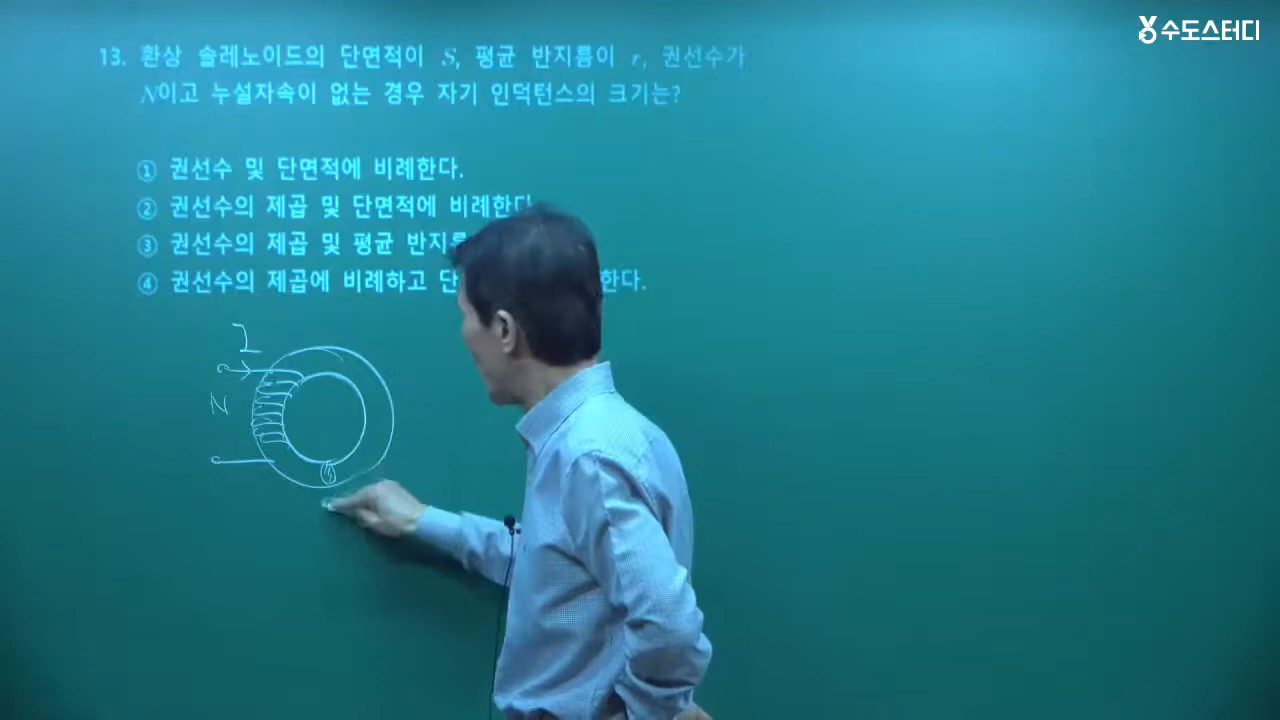 수도스터디
13. 환상 솔레노이드의 단면적이 S, 평균 반지름이 r, 권선수가
N이고 누설자속이 없는 경우 자기 인덕턴스의 크기는?
① 권선수 및 단면적에 비례한다.
② 권선수의 제곱 및 단면적에 비례한다
③ 권선수의 제곱 및 평균
④ 권선수의 제곱에 비례하고 한다.
N